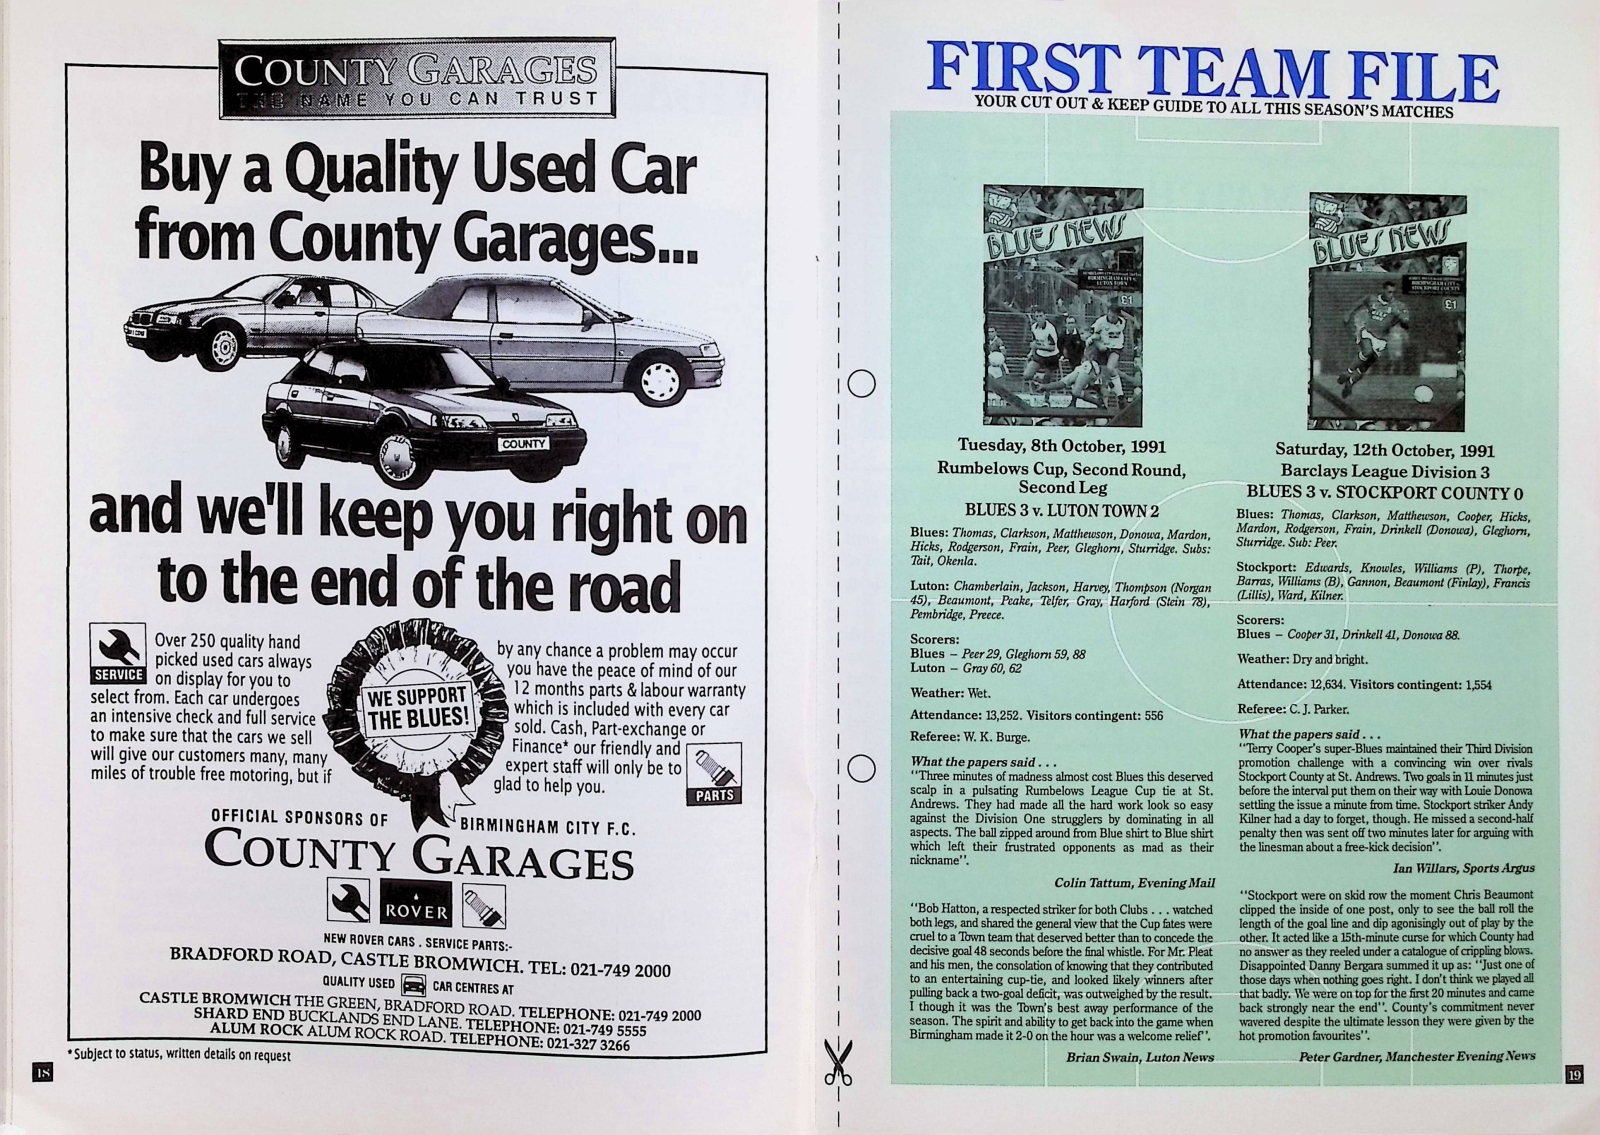 COUNTY GARAGES
THE NAME YOU CAN TRUST
Buy a Quality Used Car
from County Garages...
COUNTY
and we'll keep you right on
to the end of the road
SERVICE
Over 250 quality hand
picked used cars always
on display for you to
select from. Each car undergoes
an intensive check and full service
to make sure that the cars we sell
will give our customers many, many
miles of trouble free motoring, but if
WE SUPPORT
THE BLUES!
by any chance a problem may occur
you have the peace of mind of our
12 months parts & labour warranty
which is included with every car
sold. Cash, Part-exchange or
Finance* our friendly and
expert staff will only be to
glad to help you.
PARTS
OFFICIAL SPONSORS OF BIRMINGHAM CITY F.C.
COUNTY GARAGES
ROVER
NEW ROVER CARS . SERVICE PARTS:-
BRADFORD ROAD, CASTLE BROMWICH. TEL: 021-749 2000
QUALITY USED CAR CENTRES AT
CASTLE BROMWICH THE GREEN, BRADFORD ROAD. TELEPHONE: 021-749 2000
SHARD END BUCKLANDS END LANE. TELEPHONE: 021-749 5555
ALUM ROCK ALUM ROCK ROAD. TELEPHONE: 021-327 3266
*Subject to status, written details on request
18
FIRST TEAM FILE
YOUR CUT OUT & KEEP GUIDE TO ALL THIS SEASON'S MATCHES
BLUES NEWS
BIRMINGHAM CITY v.
LUTON TOWN
£1
Tuesday, 8th October, 1991
Rumbelows Cup, Second Round,
Second Leg
BLUES 3 v. LUTON TOWN 2
Blues: Thomas, Clarkson, Matthewson, Donowa, Mardon,
Hicks, Rodgerson, Frain, Peer, Gleghorn, Sturridge. Subs:
Tait, Okenla.
Luton: Chamberlain, Jackson, Harvey, Thompson (Norgan
45), Beaumont, Peake, Telfer, Gray, Harford (Stein 78),
Pembridge, Preece.
Scorers:
Blues – Peer 29, Gleghorn 59, 88
Luton – Gray 60, 62
Weather: Wet.
Attendance: 13,252. Visitors contingent: 556
Referee: W. K. Burge.
What the papers said . . .
"Three minutes of madness almost cost Blues this deserved
scalp in a pulsating Rumbelows League Cup tie at St.
Andrews. They had made all the hard work look so easy
against the Division One strugglers by dominating in all
aspects. The ball zipped around from Blue shirt to Blue shirt
which left their frustrated opponents as mad as their
nickname".
Colin Tattum, Evening Mail
"Bob Hatton, a respected striker for both Clubs . . . watched
both legs, and shared the general view that the Cup fates were
cruel to a Town team that deserved better than to concede the
decisive goal 48 seconds before the final whistle. For Mr. Pleat
and his men, the consolation of knowing that they contributed
to an entertaining cup-tie, and looked likely winners after
pulling back a two-goal deficit, was outweighed by the result.
I though it was the Town's best away performance of the
season. The spirit and ability to get back into the game when
Birmingham made it 2-0 on the hour was a welcome relief".
Brian Swain, Luton News
BLUES NEWS
BIRMINGHAM CITY v.
STOCKPORT COUNTY
£1
Saturday, 12th October, 1991
Barclays League Division 3
BLUES 3 v. STOCKPORT COUNTY 0
Blues: Thomas, Clarkson, Matthewson, Cooper, Hicks,
Mardon, Rodgerson, Frain, Drinkell (Donowa), Gleghorn,
Sturridge. Sub: Peer.
Stockport: Edwards, Knowles, Williams (P), Thorpe,
Barras, Williams (B), Gannon, Beaumont (Finlay), Francis
(Lillis), Ward, Kilner.
Scorers:
Blues – Cooper 31, Drinkell 41, Donowa 88.
Weather: Dry and bright.
Attendance: 12,634. Visitors contingent: 1,554
Referee: C. J. Parker.
What the papers said . . .
"Terry Cooper's super-Blues maintained their Third Division
promotion challenge with a convincing win over rivals
Stockport County at St. Andrews. Two goals in 11 minutes just
before the interval put them on their way with Louie Donowa
settling the issue a minute from time. Stockport striker Andy
Kilner had a day to forget, though. He missed a second-half
penalty then was sent off two minutes later for arguing with
the linesman about a free-kick decision".
Ian Willars, Sports Argus
"Stockport were on skid row the moment Chris Beaumont
clipped the inside of one post, only to see the ball roll the
length of the goal line and dip agonisingly out of play by the
other. It acted like a 15th-minute curse for which County had
no answer as they reeled under a catalogue of crippling blows.
Disappointed Danny Bergara summed it up as: "Just one of
those days when nothing goes right. I don't think we played all
that badly. We were on top for the first 20 minutes and came
back strongly near the end". County's commitment never
wavered despite the ultimate lesson they were given by the
hot promotion favourites".
Peter Gardner, Manchester Evening News
19